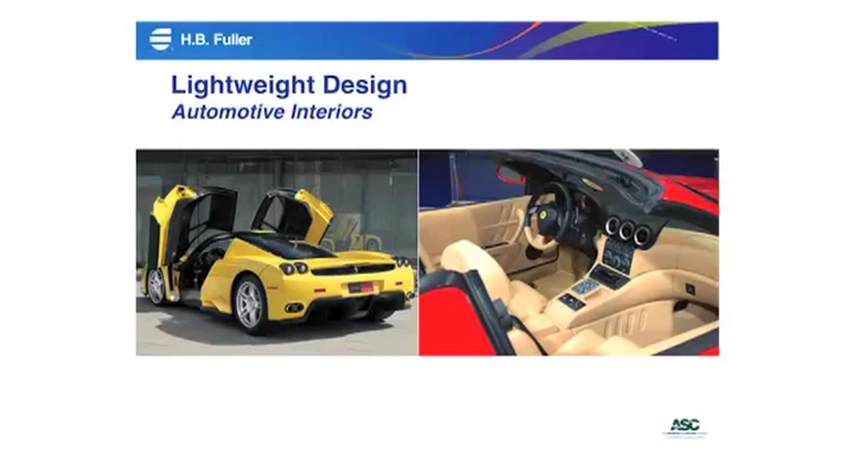 H.B. Fuller
Lightweight Design
Automotive Interiors
ASC